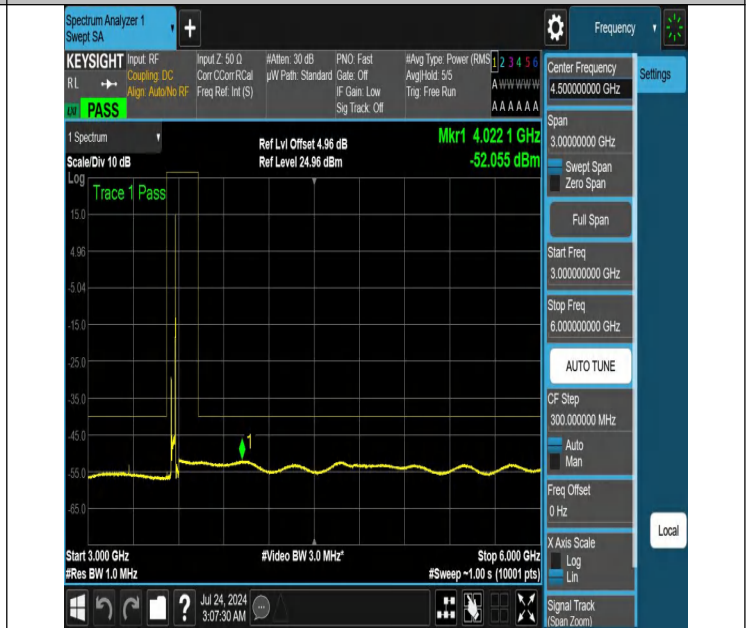 Spectrum Analyzer 1
Swept SA
+
Frequency
KEYSIGHT
RL
LXI PASS
Input: RF
Coupling: DC
Align: Auto/No RF
Input Z: 50 Ω
Corr CCorr RCal
Freq Ref: Int (S)
#Atten: 30 dB
µW Path: Standard
PNO: Fast
Gate: Off
IF Gain: Low
Sig Track: Off
#Avg Type: Power (RMS
Avg|Hold: 5/5
Trig: Free Run
1 2 3 4 5 6
A W W W W W
A A A A A A
1 Spectrum
Scale/Div 10 dB
Ref Lvl Offset 4.96 dB
Ref Level 24.96 dBm
Mkr1 4.022 1 GHz
-52.055 dBm
Log
Trace 1 Pass
15.0
4.96
-5.04
-15.0
-25.0
-35.0
-45.0
-55.0
-65.0
1
Start 3.000 GHz
#Res BW 1.0 MHz
#Video BW 3.0 MHz*
Stop 6.000 GHz
#Sweep ~1.00 s (10001 pts)
?
Jul 24, 2024
3:07:30 AM
Center Frequency
4.500000000 GHz
Settings
Span
3.00000000 GHz
Swept Span
Zero Span
Full Span
Start Freq
3.000000000 GHz
Stop Freq
6.000000000 GHz
AUTO TUNE
CF Step
300.000000 MHz
Auto
Man
Freq Offset
0 Hz
X Axis Scale
Log
Lin
Local
Signal Track
(Span Zoom)